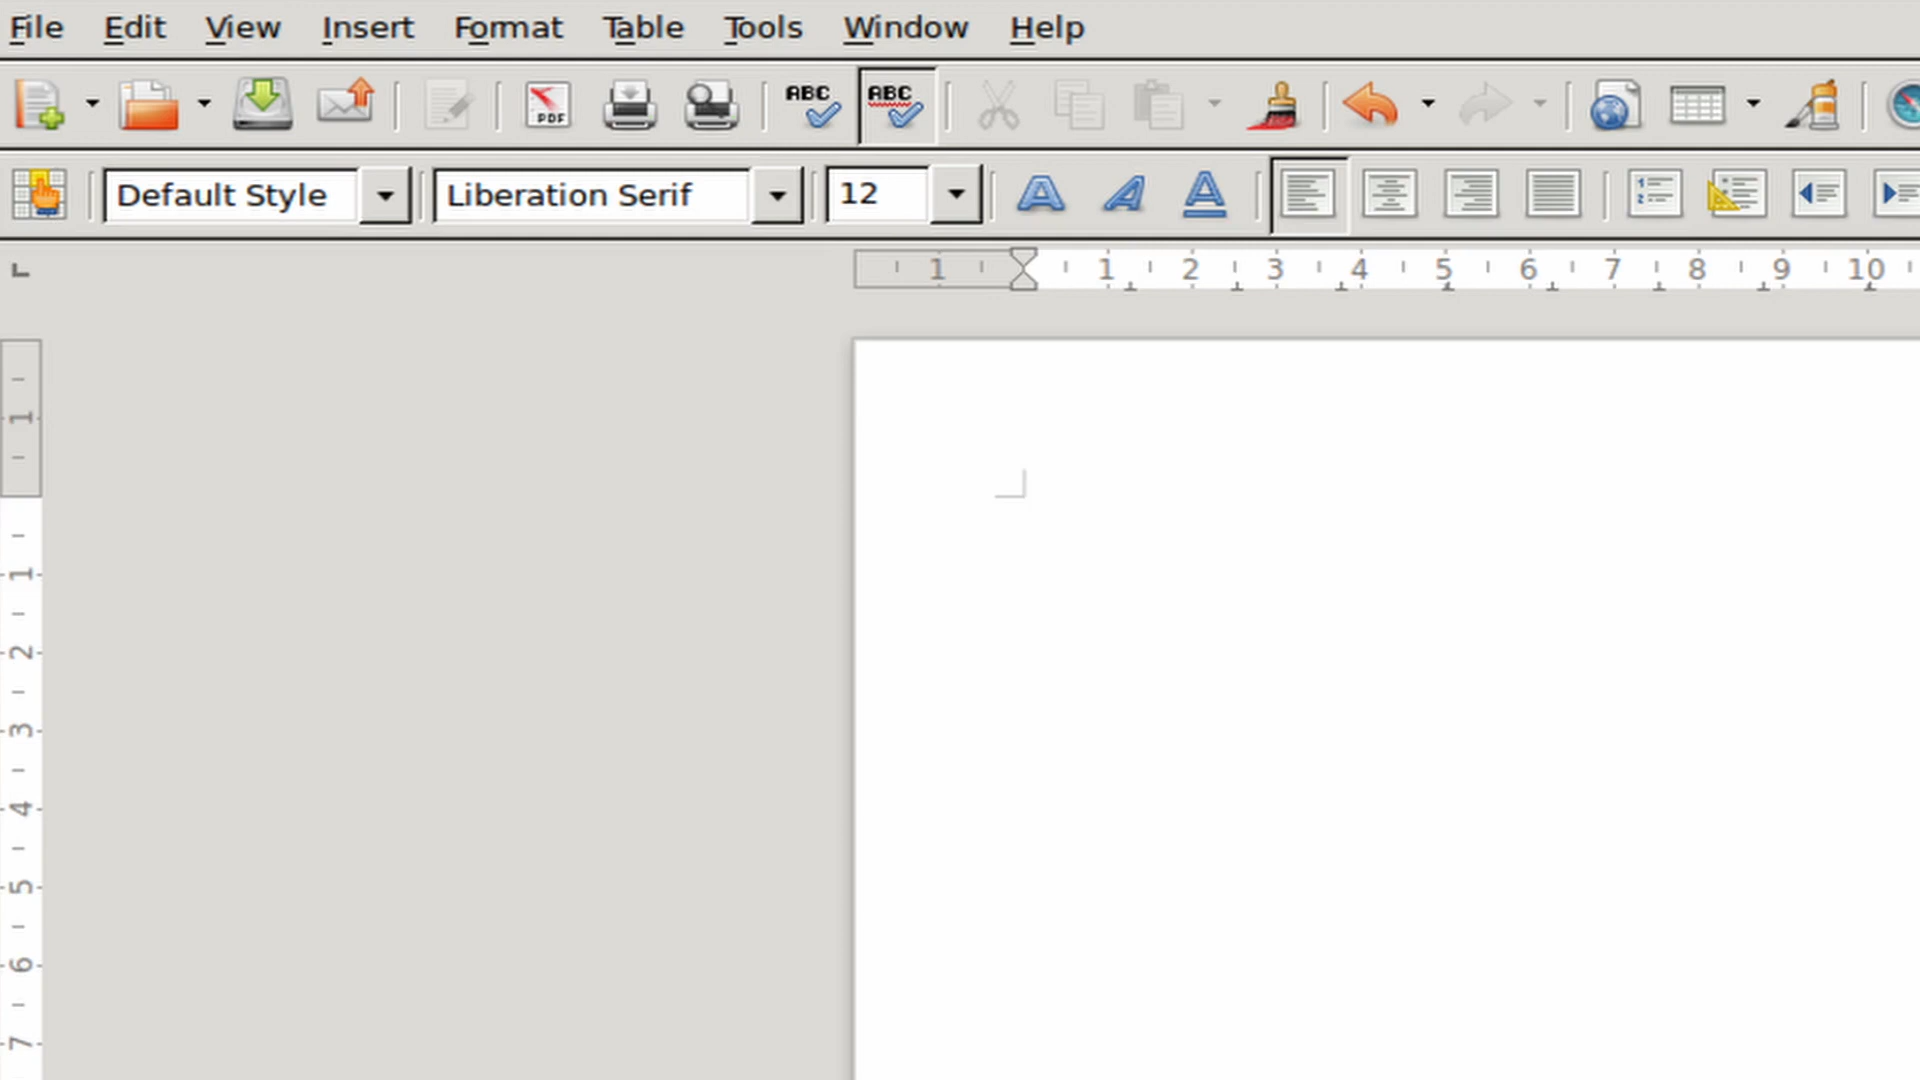 File Edit View Insert Format Table Tools Window Help
PDF ABC ABC
Default Style Liberation Serif 12
1 1 2 3 4 5 6 7 8 9 10
1
1
2
3
4
5
6
7